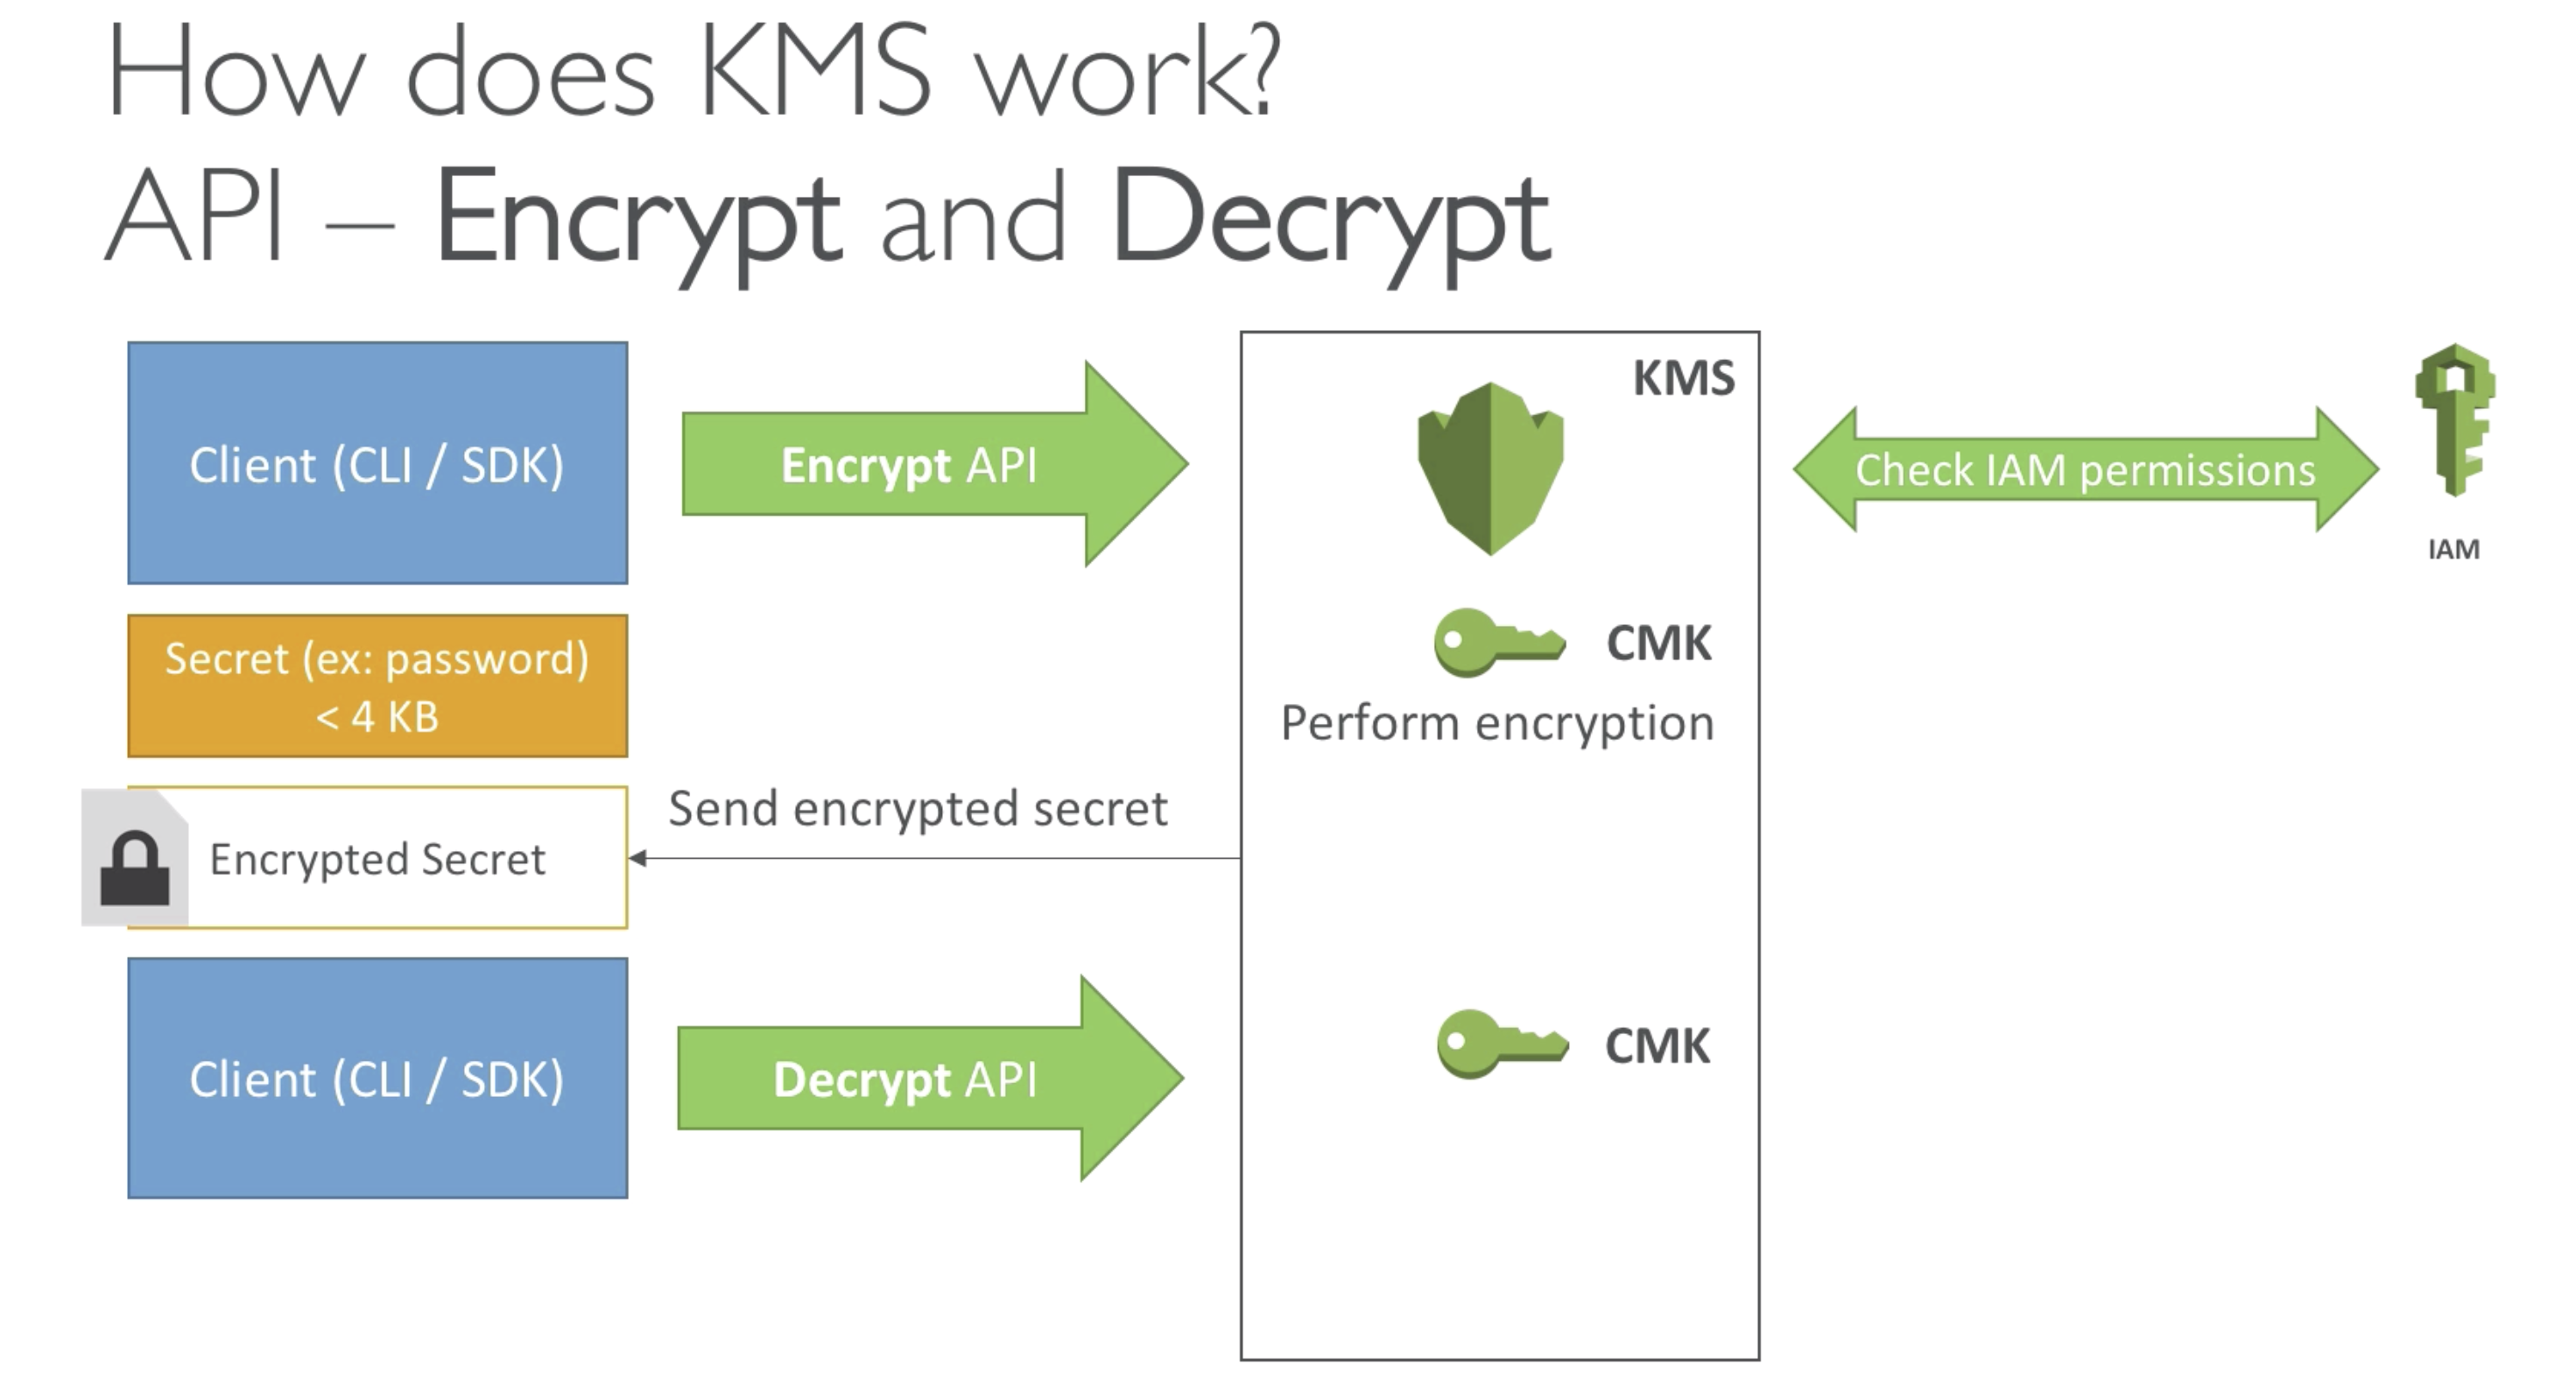 How does KMS work?
API – Encrypt and Decrypt
Client (CLI / SDK)
Encrypt API
KMS
Check IAM permissions
IAM
Secret (ex: password)
< 4 KB
CMK
Perform encryption
Encrypted Secret
Send encrypted secret
Client (CLI / SDK)
Decrypt API
CMK